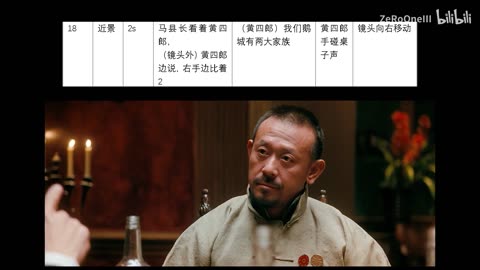 ZeRoOneIII bilibili
18 近景 2s 马县长看着黄四 （黄四郎）我们鹅 黄四郎 镜头向右移动
郎， 城有两大家族 手碰桌
（镜头外）黄四郎 子声
边说，右手边比着
2